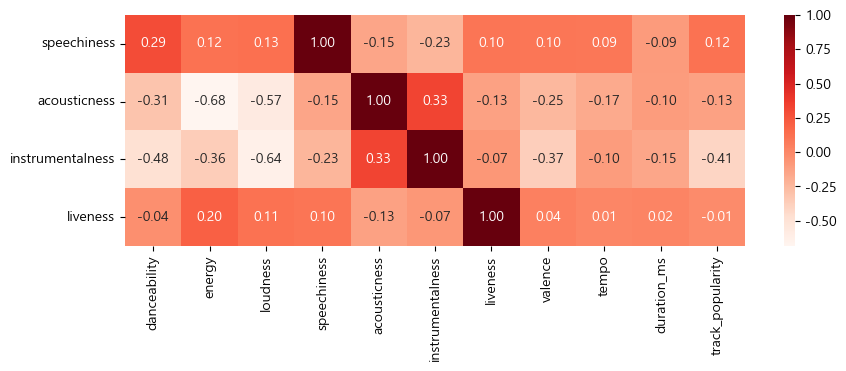 speechiness 0.29 0.12 0.13 1.00 -0.15 -0.23 0.10 0.10 0.09 -0.09 0.12
acousticness -0.31 -0.68 -0.57 -0.15 1.00 0.33 -0.13 -0.25 -0.17 -0.10 -0.13
instrumentalness -0.48 -0.36 -0.64 -0.23 0.33 1.00 -0.07 -0.37 -0.10 -0.15 -0.41
liveness -0.04 0.20 0.11 0.10 -0.13 -0.07 1.00 0.04 0.01 0.02 -0.01
danceability
energy
loudness
speechiness
acousticness
instrumentalness
liveness
valence
tempo
duration_ms
track_popularity
1.00
0.75
0.50
0.25
0.00
-0.25
-0.50